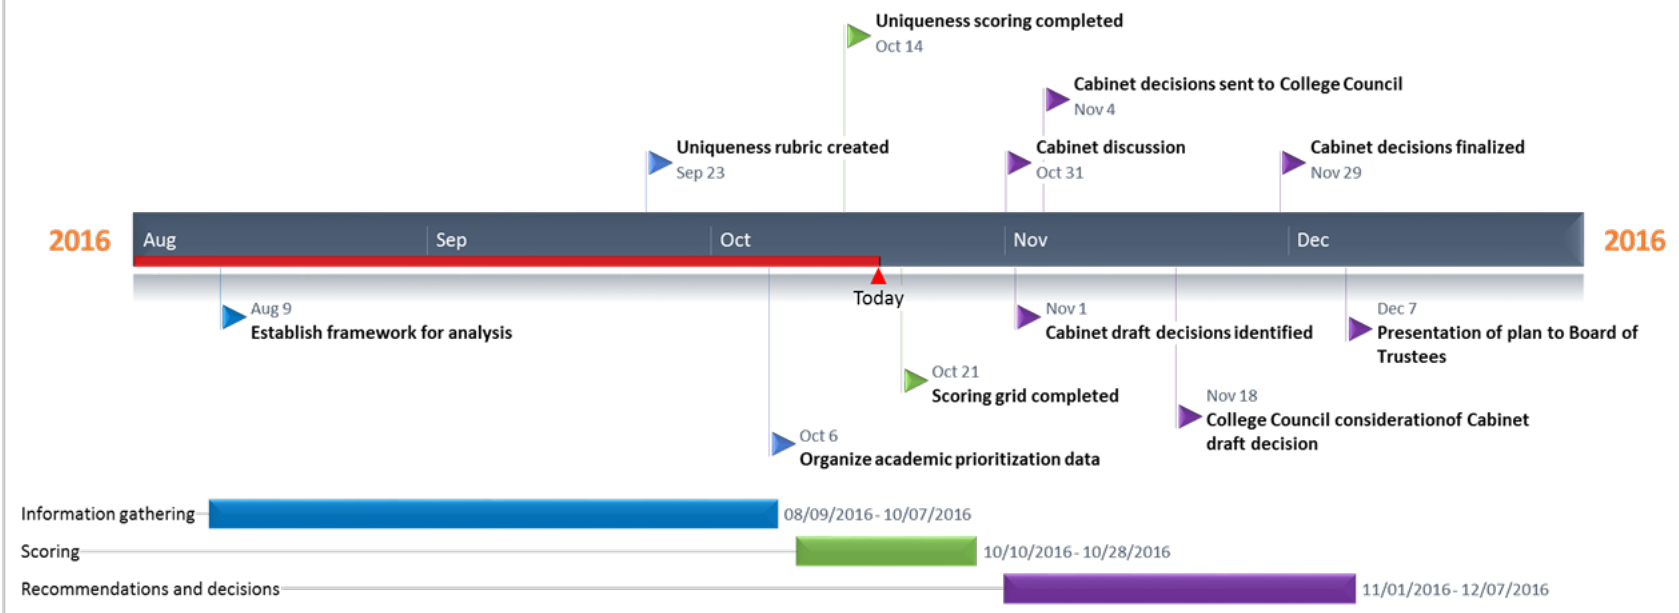 Uniqueness scoring completed
Oct 14
Cabinet decisions sent to College Council
Nov 4
Uniqueness rubric created
Sep 23
Cabinet discussion
Oct 31
Cabinet decisions finalized
Nov 29
2016
Aug
Sep
Oct
Nov
Dec
2016
Today
Aug 9
Establish framework for analysis
Nov 1
Cabinet draft decisions identified
Dec 7
Presentation of plan to Board of
Trustees
Oct 21
Scoring grid completed
Nov 18
College Council considerationof Cabinet
draft decision
Oct 6
Organize academic prioritization data
Information gathering
08/09/2016 - 10/07/2016
Scoring
10/10/2016 - 10/28/2016
Recommendations and decisions
11/01/2016 - 12/07/2016